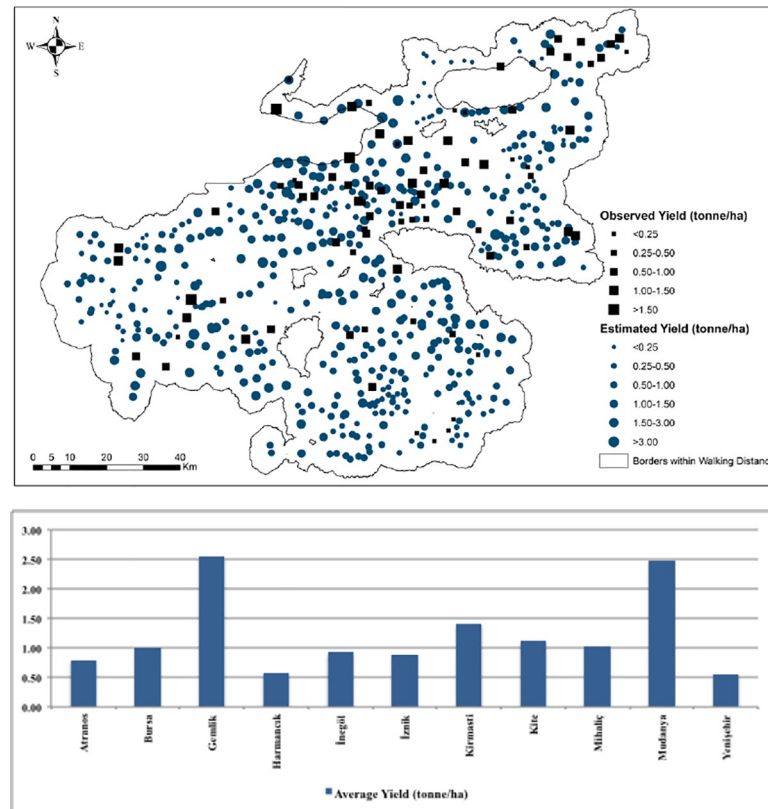 N
W E
S
Observed Yield (tonne/ha)
<0.25
0.25-0.50
0.50-1.00
1.00-1.50
>1.50
Estimated Yield (tonne/ha)
<0.25
0.25-0.50
0.50-1.00
1.00-1.50
1.50-3.00
>3.00
Borders within Walking Distanc
0 5 10 20 30 40
Km
3.00
2.50
2.00
1.50
1.00
0.50
0.00
Atranos
Bursa
Gemlik
Harmancık
İnegöl
İznik
Kirmasti
Kite
Mihaliç
Mudanya
Yenişehir
Average Yield (tonne/ha)